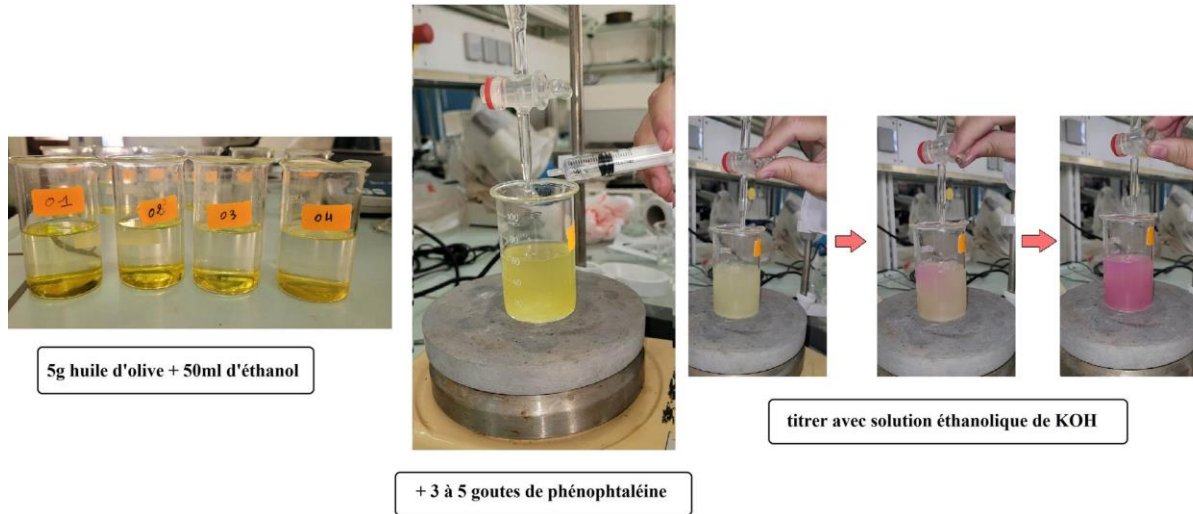 01
02
03
04
5g huile d'olive + 50ml d'éthanol
+ 3 à 5 goutes de phénophtaléine
titrer avec solution éthanolique de KOH